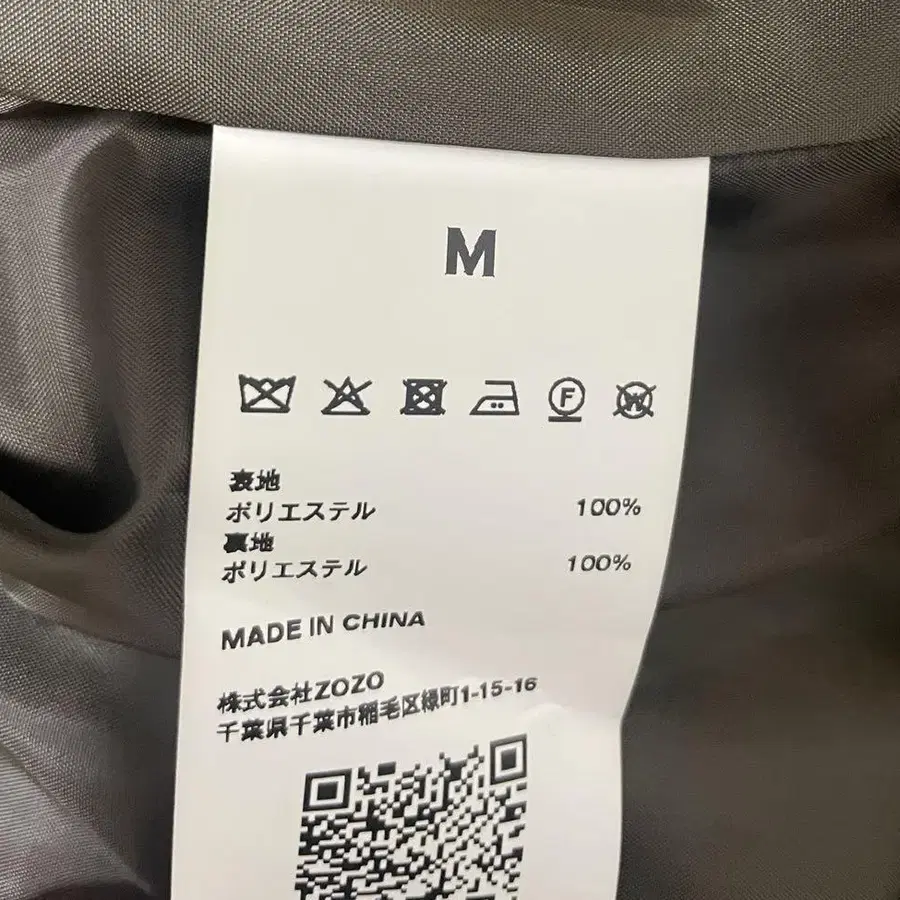 M
F W
表地
ポリエステル 100%
裏地
ポリエステル 100%
MADE IN CHINA
株式会社ZOZO
千葉県千葉市稲毛区緑町1-15-16